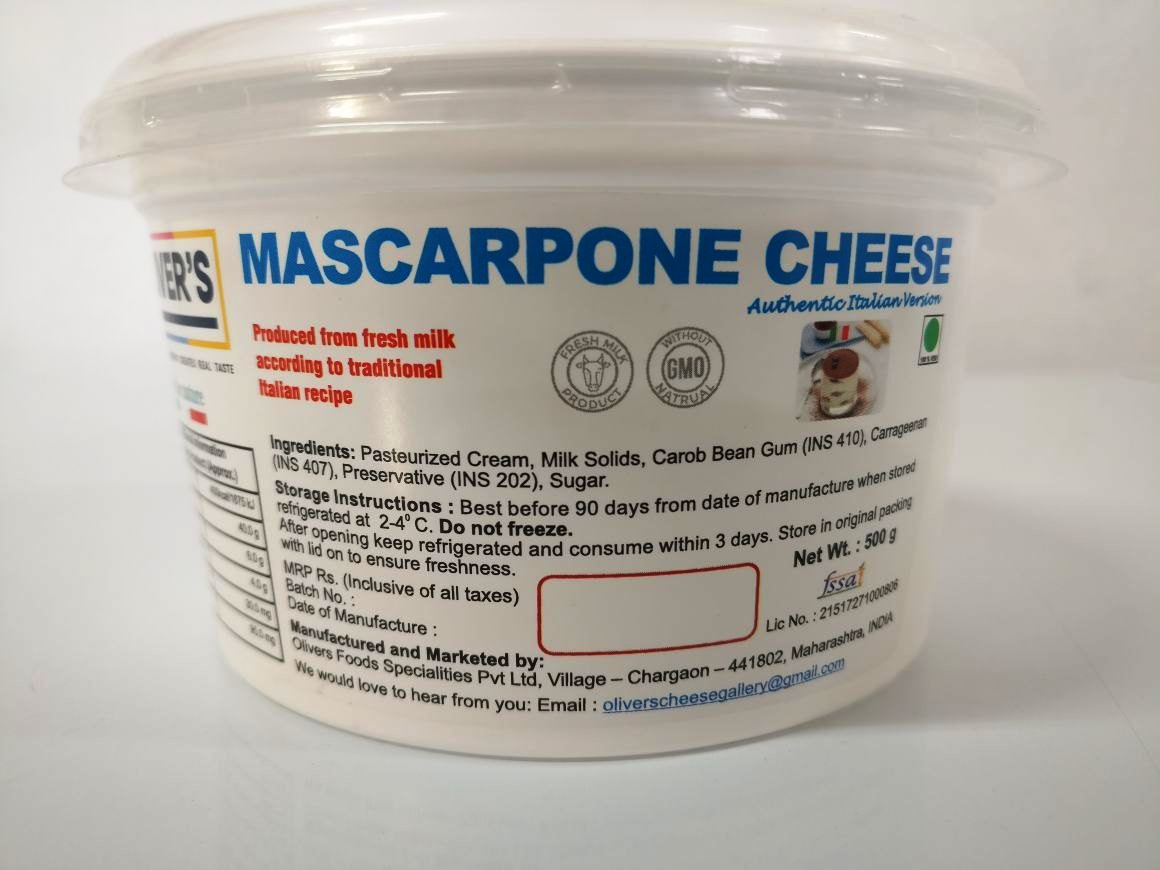 VER'S
REAL TASTE
MASCARPONE CHEESE
Authentic Italian Version
Produced from fresh milk
according to traditional
Italian recipe
FRESH MILK
PRODUCT
WITHOUT
GMO
NATRUAL
Ingredients: Pasteurized Cream, Milk Solids, Carob Bean Gum (INS 410), Carrageenan
(INS 407), Preservative (INS 202), Sugar.
Storage Instructions : Best before 90 days from date of manufacture when stored
refrigerated at 2-4° C. Do not freeze.
After opening keep refrigerated and consume within 3 days. Store in original packing
with lid on to ensure freshness.
Net Wt. : 500 g
MRP Rs. (Inclusive of all taxes)
Batch No. :
Date of Manufacture :
fssai
Lic No. : 21517271000806
Manufactured and Marketed by:
Olivers Foods Specialities Pvt Ltd, Village – Chargaon – 441802, Maharashtra, INDIA
We would love to hear from you: Email : oliverscheesegallery@gmail.com